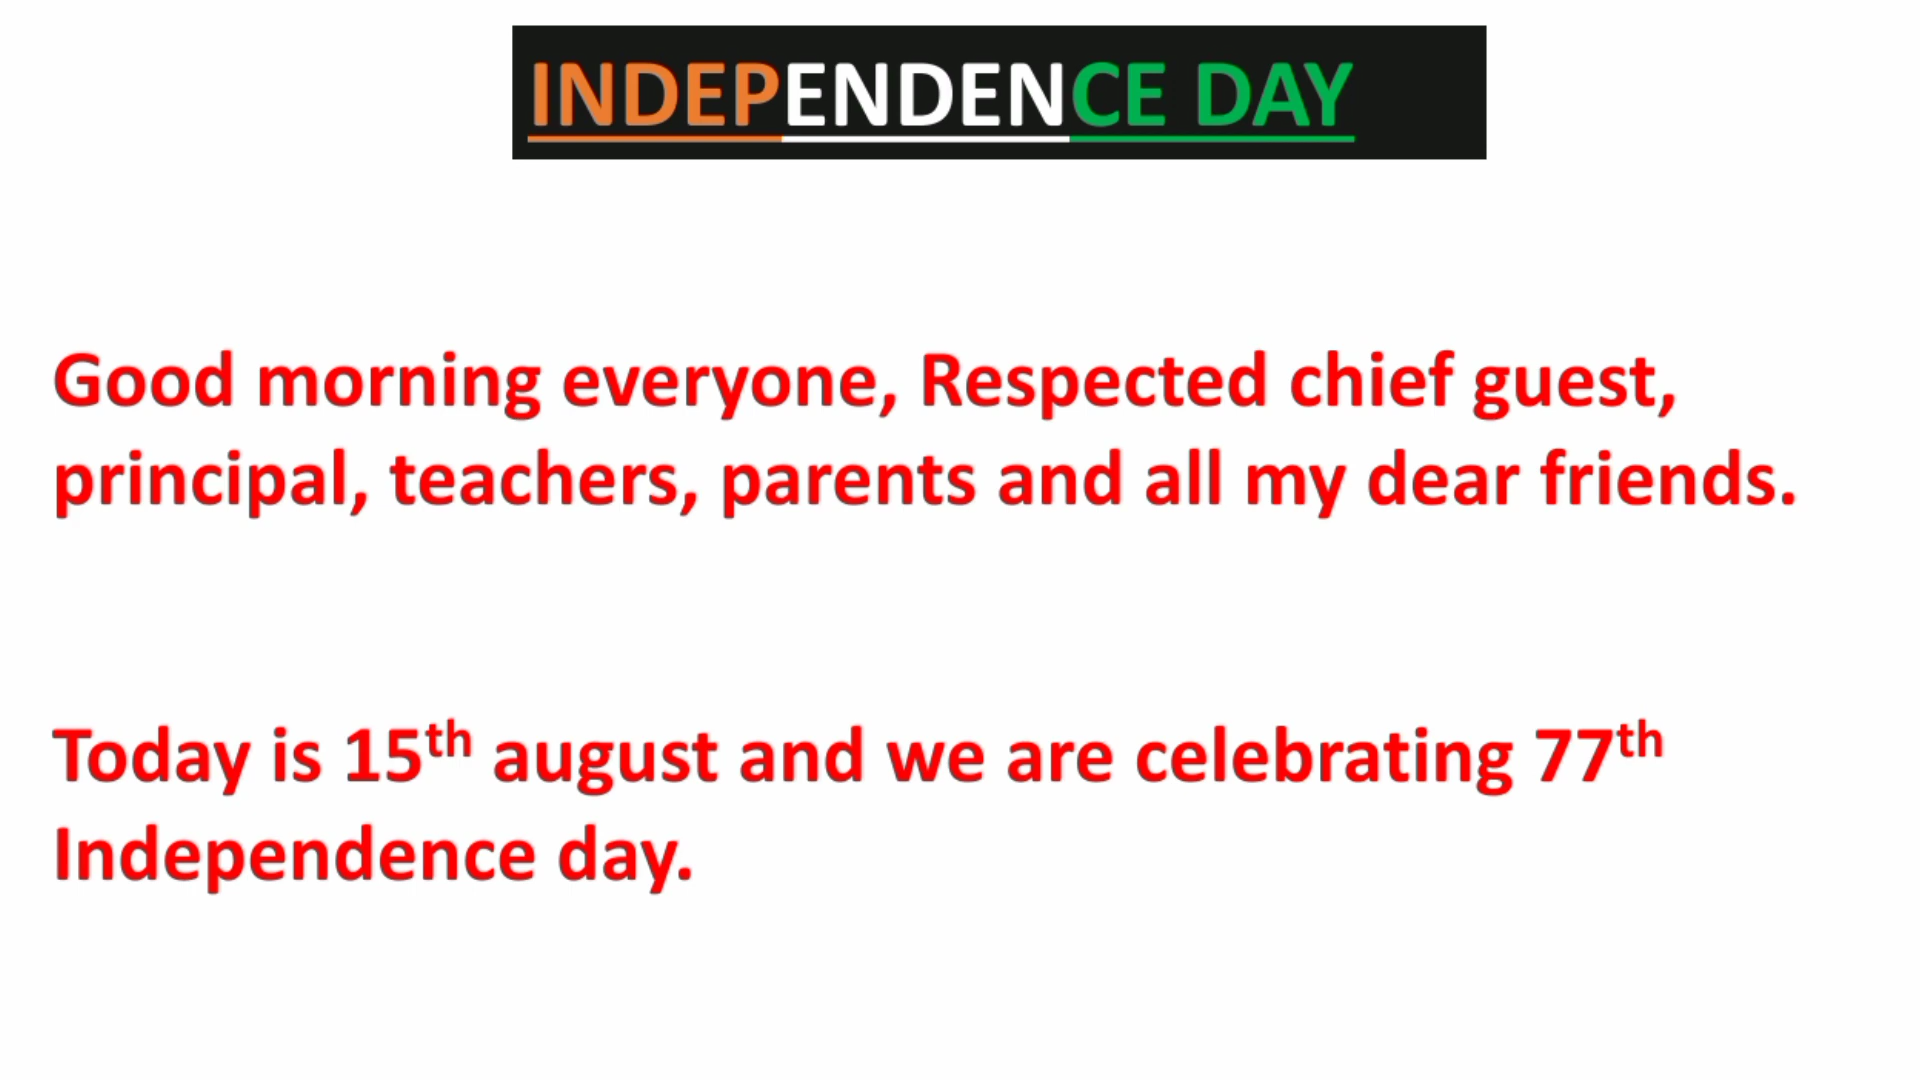 INDEPENDENCE DAY
Good morning everyone, Respected chief guest,
principal, teachers, parents and all my dear friends.
Today is 15th august and we are celebrating 77th
Independence day.